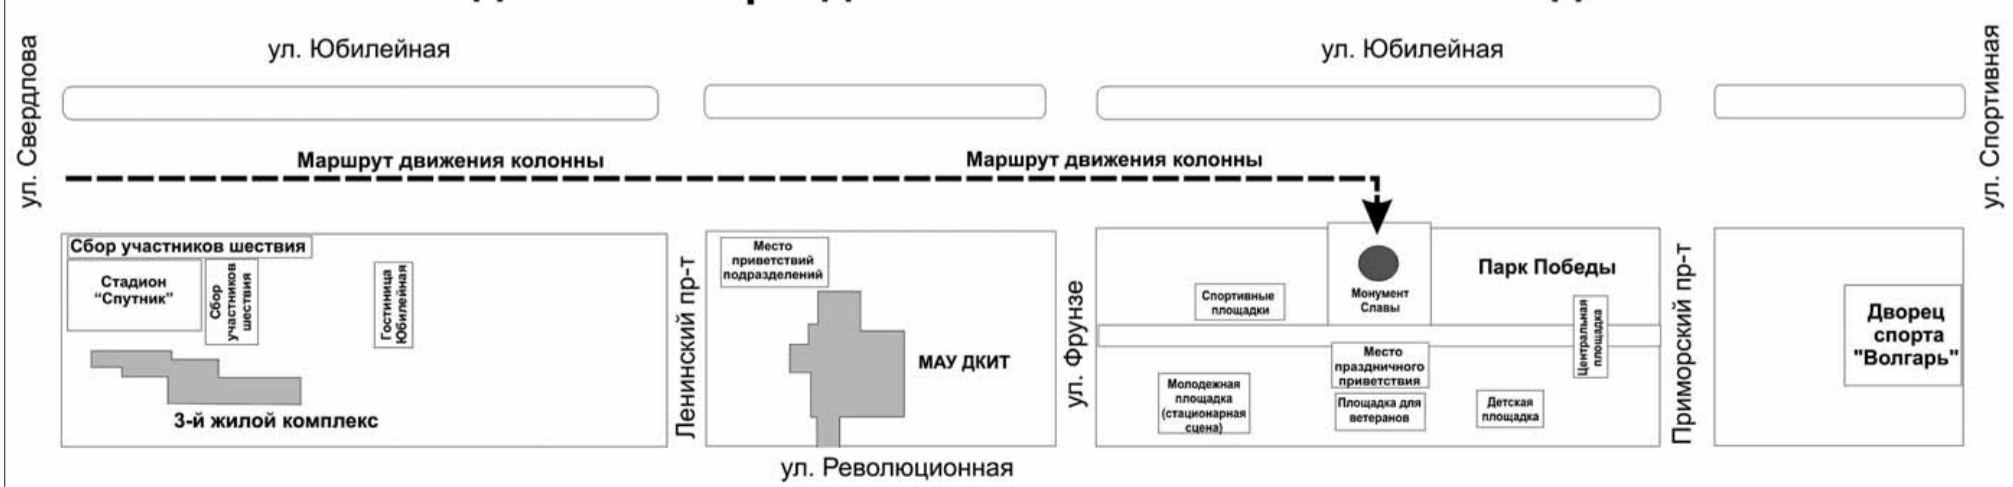 ул. Свердлова
ул. Юбилейная
ул. Юбилейная
ул. Спортивная
Маршрут движения колонны
Маршрут движения колонны
Сбор участников шествия
Стадион
“Спутник”
Сбор
участников
шествия
Гостиница
Юбилейная
3-й жилой комплекс
Ленинский пр-т
Место
приветствий
подразделений
МАУ ДКИТ
ул. Революционная
ул. Фрунзе
Спортивные
площадки
Монумент
Славы
Парк Победы
Центральная
площадка
Место
праздничного
приветствия
Молодежная
площадка
(стационарная
сцена)
Площадка для
ветеранов
Детская
площадка
Приморский пр-т
Дворец
спорта
"Волгарь"